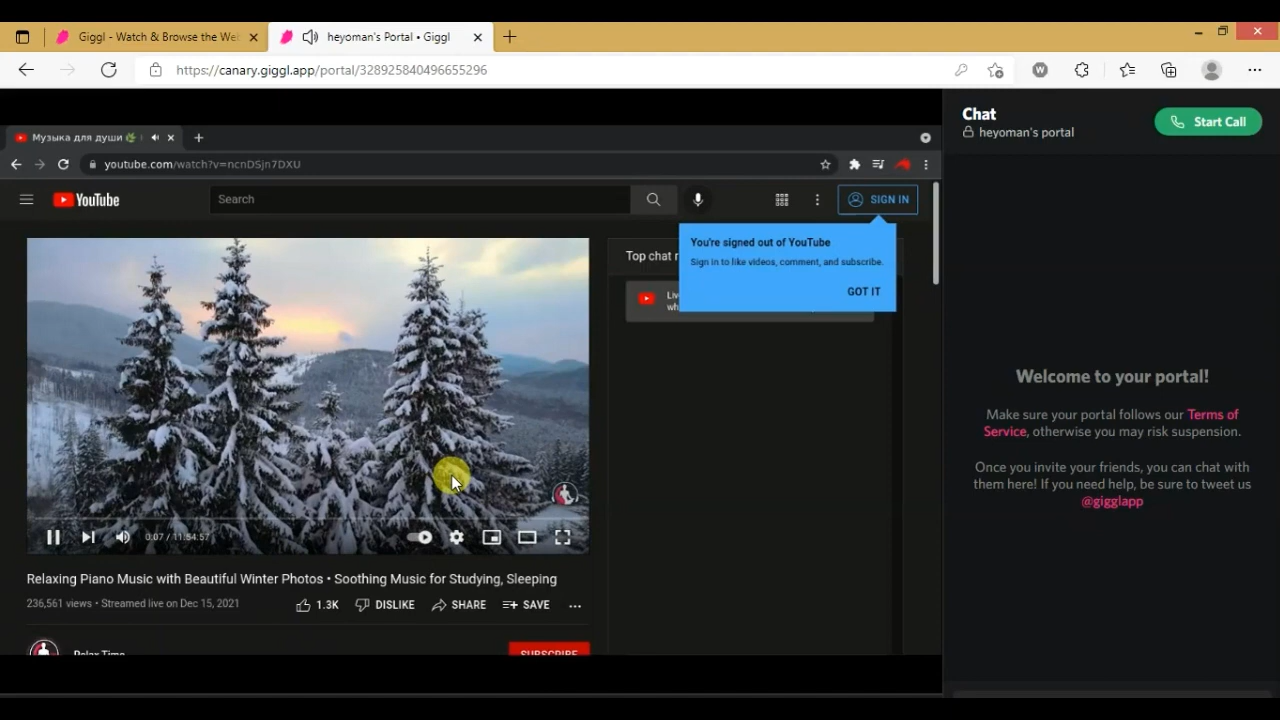 Giggl - Watch & Browse the We
heyoman's Portal • Giggl
https://canary.giggl.app/portal/328925840496655296
Музыка для души
youtube.com/watch?v=ncnDSjn7DXU
YouTube
Search
SIGN IN
You're signed out of YouTube
Sign in to like videos, comment, and subscribe.
GOT IT
Top chat r
Liv
wh
0:07 / 11:54:57
Relaxing Piano Music with Beautiful Winter Photos • Soothing Music for Studying, Sleeping
236,561 views • Streamed live on Dec 15, 2021
1.3K
DISLIKE
SHARE
SAVE
Relax Time
SUBSCRIBE
Chat
heyoman's portal
Start Call
Welcome to your portal!
Make sure your portal follows our Terms of
Service, otherwise you may risk suspension.
Once you invite your friends, you can chat with
them here! If you need help, be sure to tweet us
@gigglapp